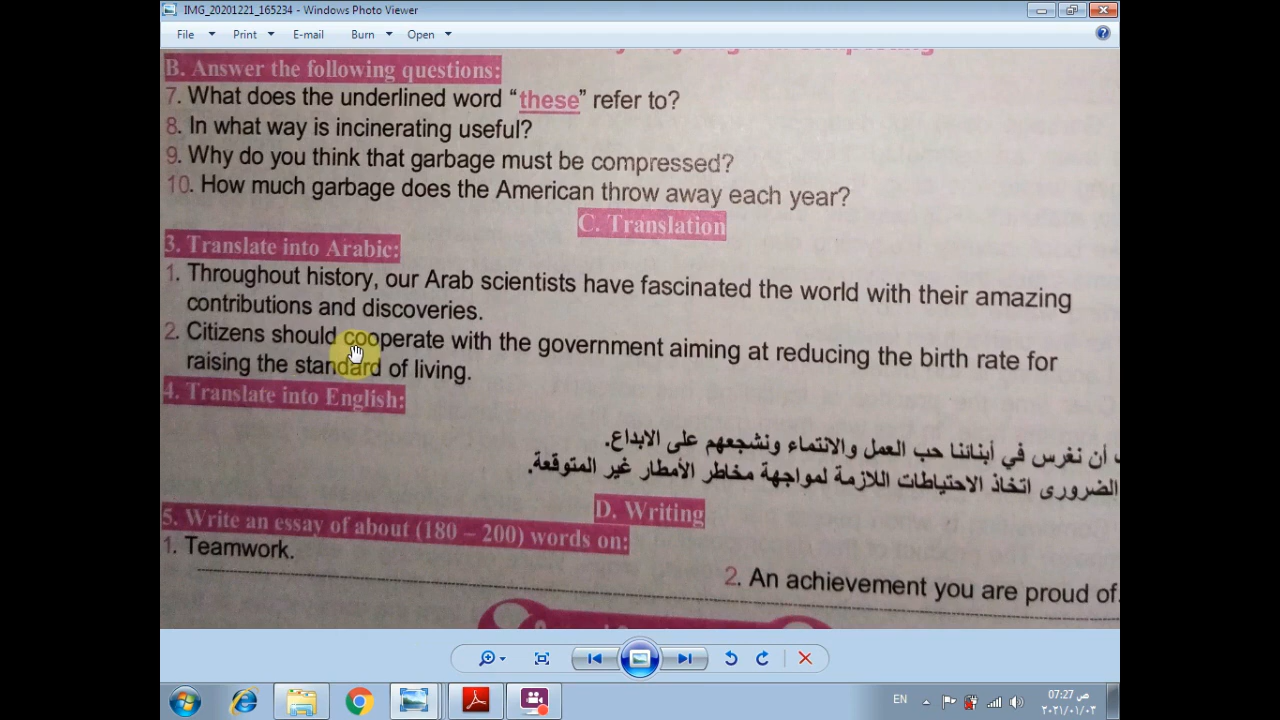 IMG_20201221_165234 - Windows Photo Viewer
File Print E-mail Burn Open
B. Answer the following questions:
7. What does the underlined word “these” refer to?
8. In what way is incinerating useful?
9. Why do you think that garbage must be compressed?
10. How much garbage does the American throw away each year?
C. Translation
3. Translate into Arabic:
1. Throughout history, our Arab scientists have fascinated the world with their amazing
contributions and discoveries.
2. Citizens should cooperate with the government aiming at reducing the birth rate for
raising the standard of living.
4. Translate into English:
أن نغرس في أبنائنا حب العمل والانتماء ونشجعهم على الابداع.
الضرورى اتخاذ الاحتياطات اللازمة لمواجهة مخاطر الأمطار غير المتوقعة.
D. Writing
5. Write an essay of about (180 – 200) words on:
1. Teamwork.
2. An achievement you are proud of.
EN
07:27 ص
٢٠٢١/٠١/٠٣